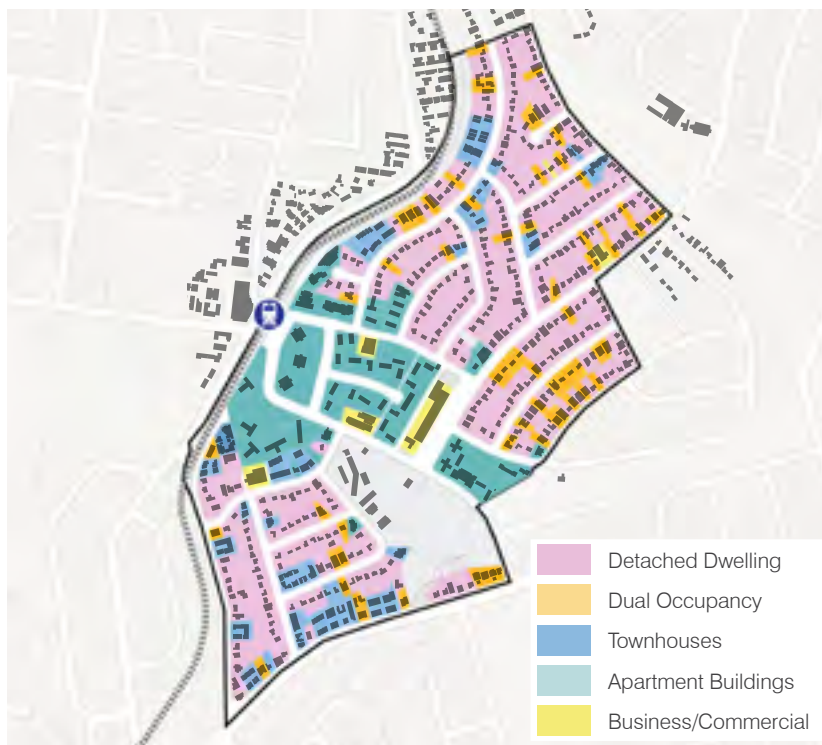 Detached Dwelling
Dual Occupancy
Townhouses
Apartment Buildings
Business/Commercial